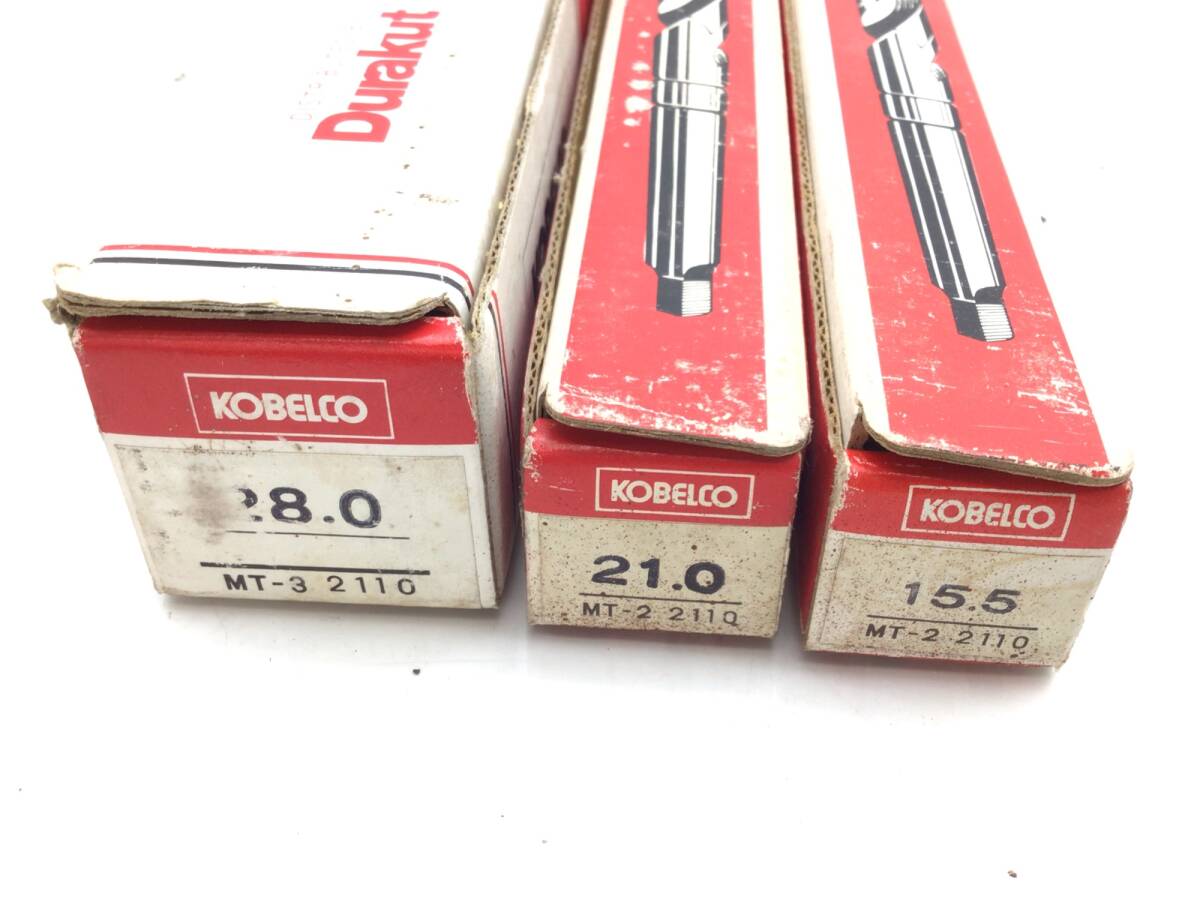 Durakut
KOBELCO
28.0
MT-3 2110
KOBELCO
21.0
MT-2 2110
KOBELCO
15.5
MT-2 2110